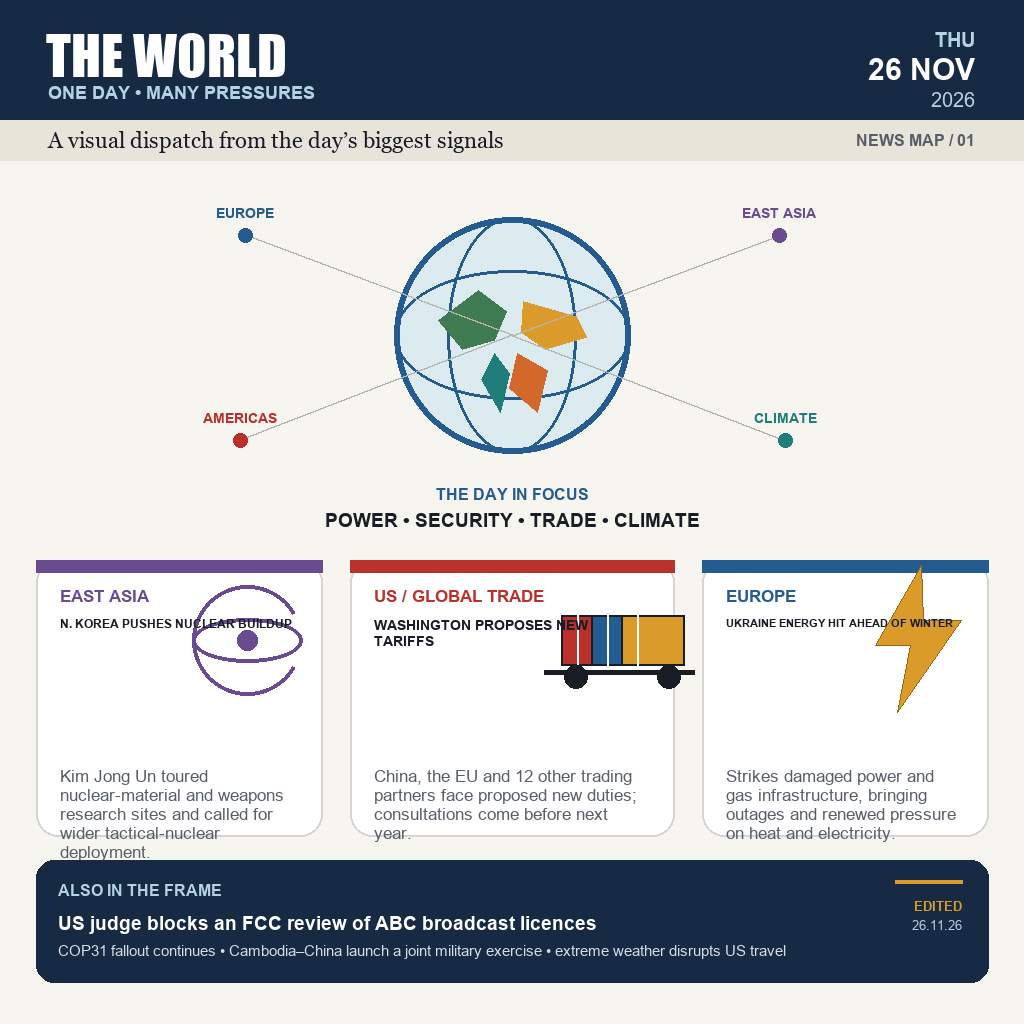 THE WORLD
ONE DAY • MANY PRESSURES
THU
26 NOV
2026
A visual dispatch from the day’s biggest signals
NEWS MAP / 01
EUROPE
EAST ASIA
AMERICAS
CLIMATE
THE DAY IN FOCUS
POWER • SECURITY • TRADE • CLIMATE
EAST ASIA
N. KOREA PUSHES NUCLEAR BUILDUP
Kim Jong Un toured
nuclear-material and weapons
research sites and called for
wider tactical-nuclear
deployment.
US / GLOBAL TRADE
WASHINGTON PROPOSES NEW
TARIFFS
China, the EU and 12 other trading
partners face proposed new duties;
consultations come before next
year.
EUROPE
UKRAINE ENERGY HIT AHEAD OF WINTER
Strikes damaged power and
gas infrastructure, bringing
outages and renewed pressure
on heat and electricity.
ALSO IN THE FRAME
US judge blocks an FCC review of ABC broadcast licences
COP31 fallout continues • Cambodia–China launch a joint military exercise • extreme weather disrupts US travel
EDITED
26.11.26